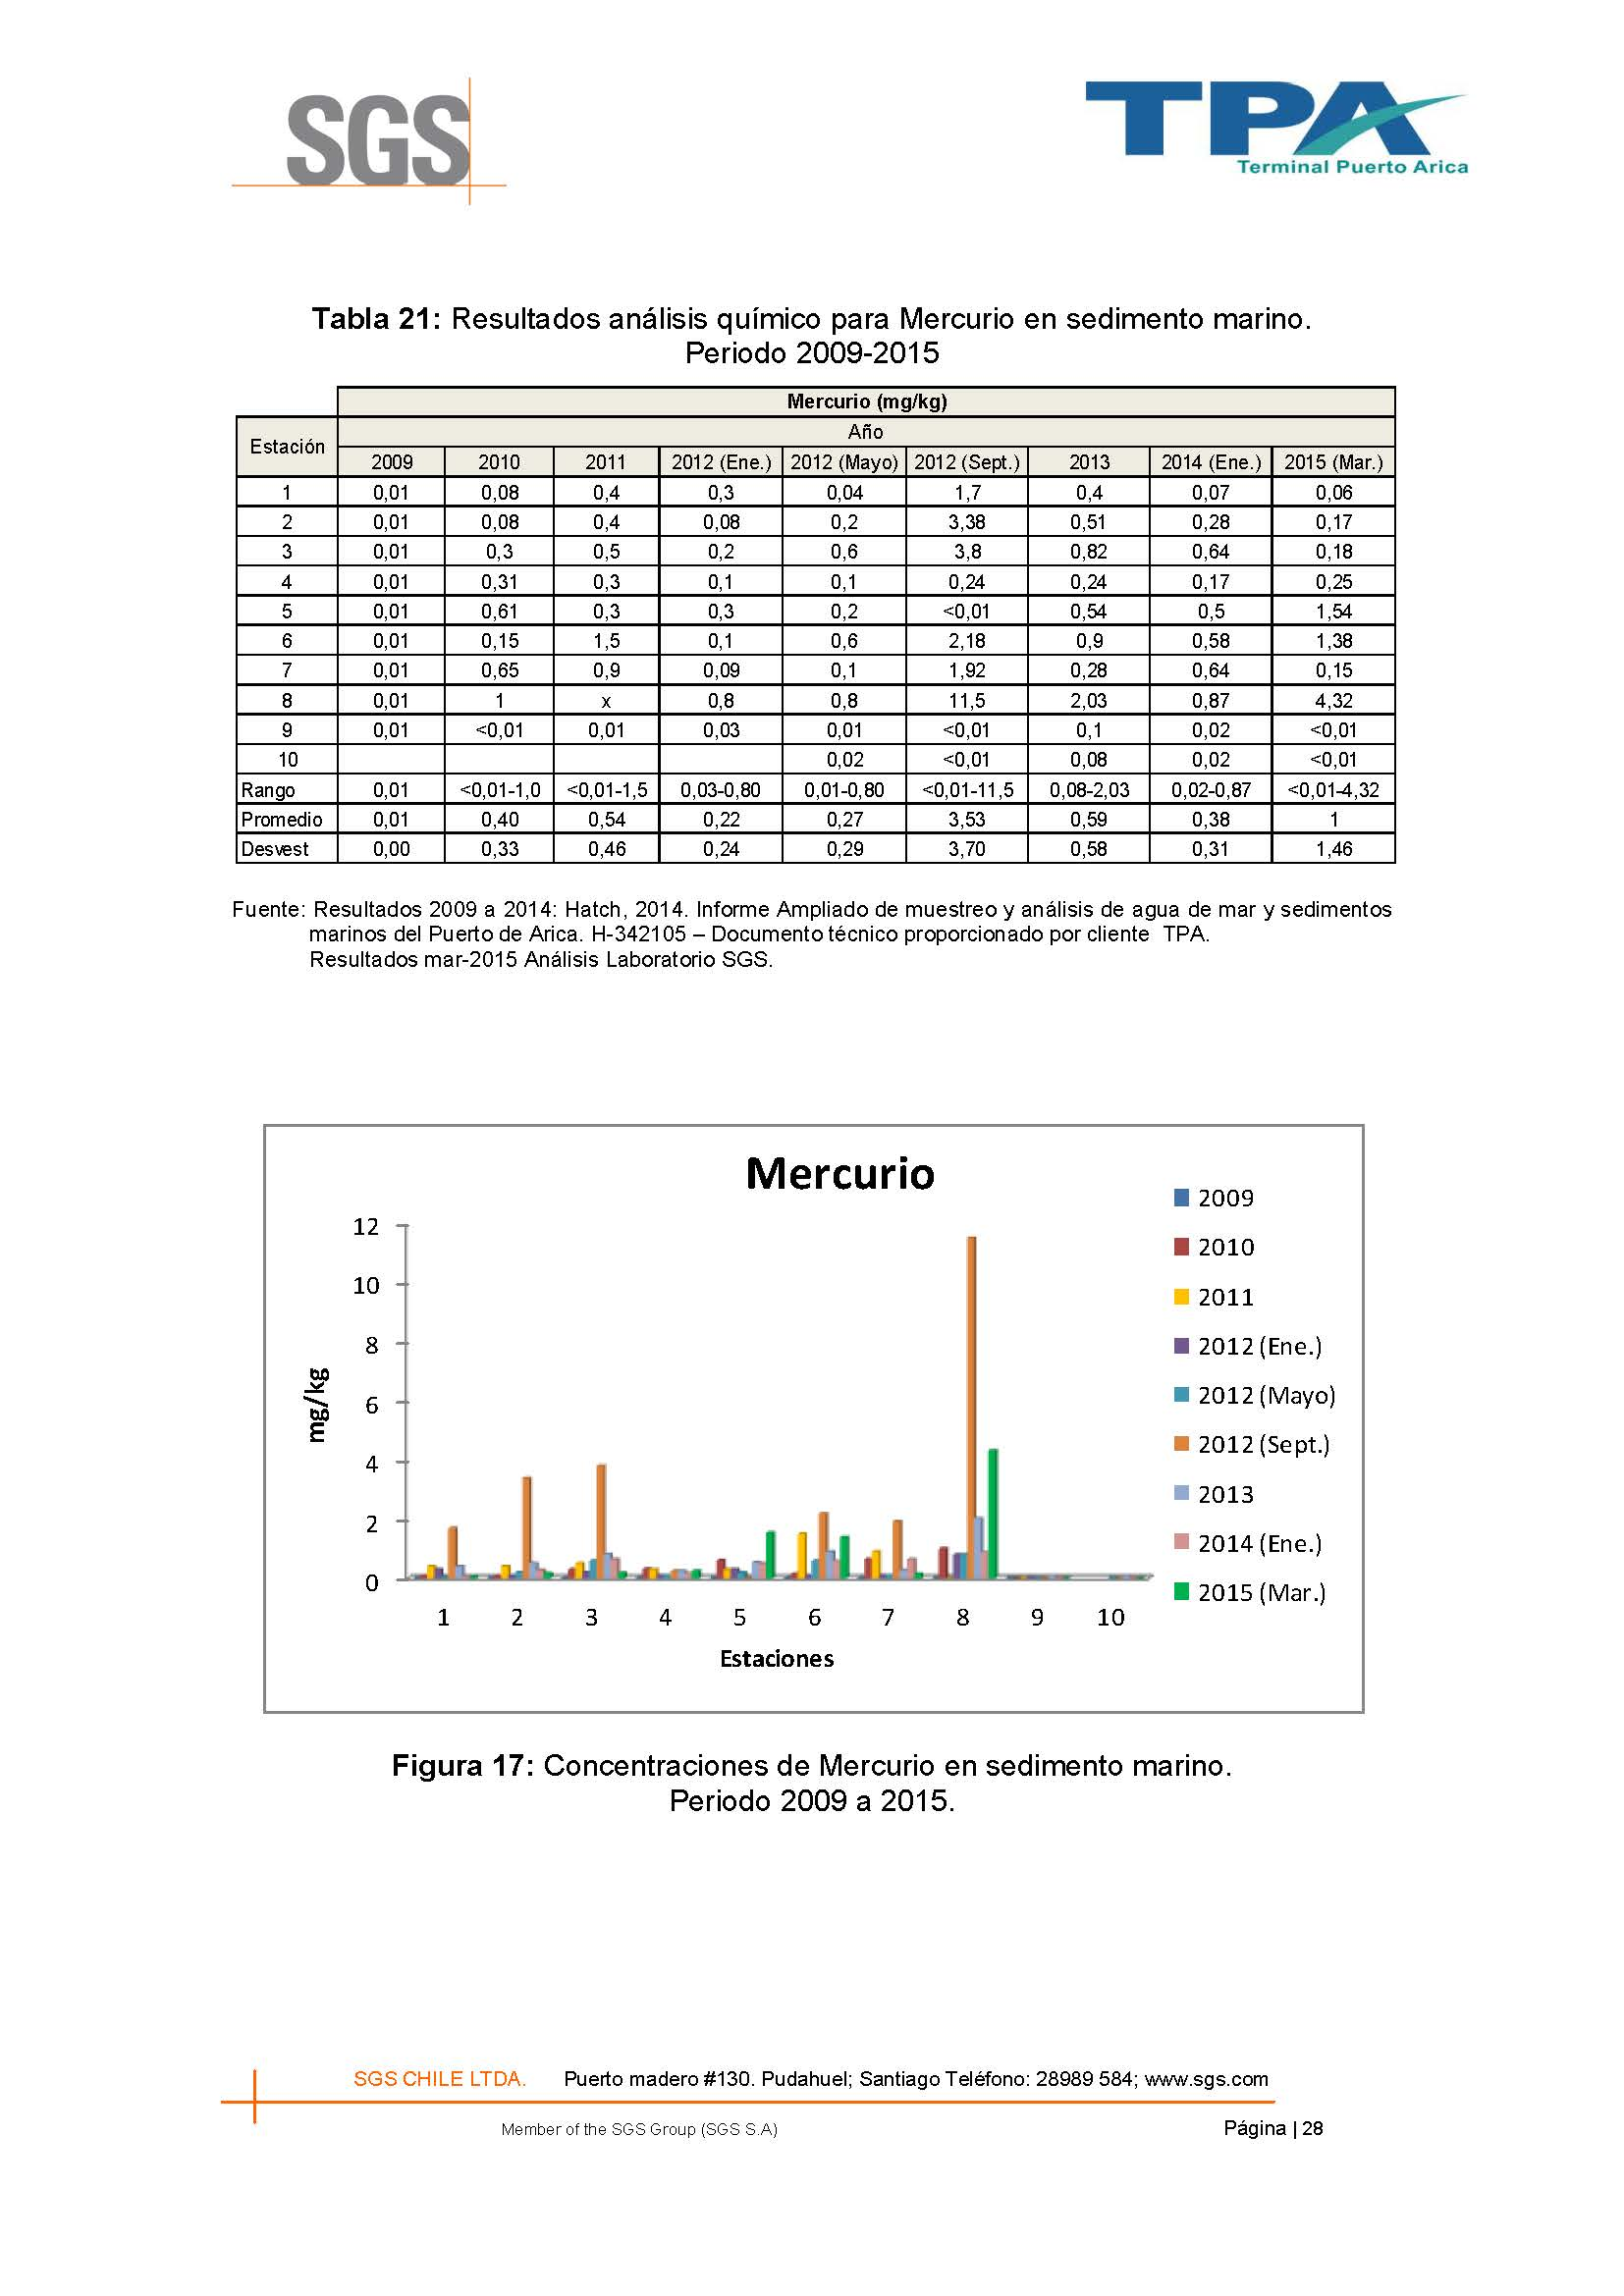 SGS
TPA
Terminal Puerto Arica
Tabla 21: Resultados análisis químico para Mercurio en sedimento marino.
Periodo 2009-2015
Mercurio (mg/kg)
Estación Año
2009 2010 2011 2012 (Ene.) 2012 (Mayo) 2012 (Sept.) 2013 2014 (Ene.) 2015 (Mar.)
1 0,01 0,08 0,4 0,3 0,04 1,7 0,4 0,07 0,06
2 0,01 0,08 0,4 0,08 0,2 3,38 0,51 0,28 0,17
3 0,01 0,3 0,5 0,2 0,6 3,8 0,82 0,64 0,18
4 0,01 0,31 0,3 0,1 0,1 0,24 0,24 0,17 0,25
5 0,01 0,61 0,3 0,3 0,2 <0,01 0,54 0,5 1,54
6 0,01 0,15 1,5 0,1 0,6 2,18 0,9 0,58 1,38
7 0,01 0,65 0,9 0,09 0,1 1,92 0,28 0,64 0,15
8 0,01 1 x 0,8 0,8 11,5 2,03 0,87 4,32
9 0,01 <0,01 0,01 0,03 0,01 <0,01 0,1 0,02 <0,01
10 0,02 <0,01 0,08 0,02 <0,01
Rango 0,01 <0,01-1,0 <0,01-1,5 0,03-0,80 0,01-0,80 <0,01-11,5 0,08-2,03 0,02-0,87 <0,01-4,32
Promedio 0,01 0,40 0,54 0,22 0,27 3,53 0,59 0,38 1
Desvest 0,00 0,33 0,46 0,24 0,29 3,70 0,58 0,31 1,46
Fuente: Resultados 2009 a 2014: Hatch, 2014. Informe Ampliado de muestreo y análisis de agua de mar y sedimentos
marinos del Puerto de Arica. H-342105 – Documento técnico proporcionado por cliente TPA.
Resultados mar-2015 Análisis Laboratorio SGS.
Mercurio
12
10
8
6
4
2
0
mg/kg
1 2 3 4 5 6 7 8 9 10
Estaciones
2009
2010
2011
2012 (Ene.)
2012 (Mayo)
2012 (Sept.)
2013
2014 (Ene.)
2015 (Mar.)
Figura 17: Concentraciones de Mercurio en sedimento marino.
Periodo 2009 a 2015.
SGS CHILE LTDA. Puerto madero #130. Pudahuel; Santiago Teléfono: 28989 584; www.sgs.com
Member of the SGS Group (SGS S.A) Página | 28